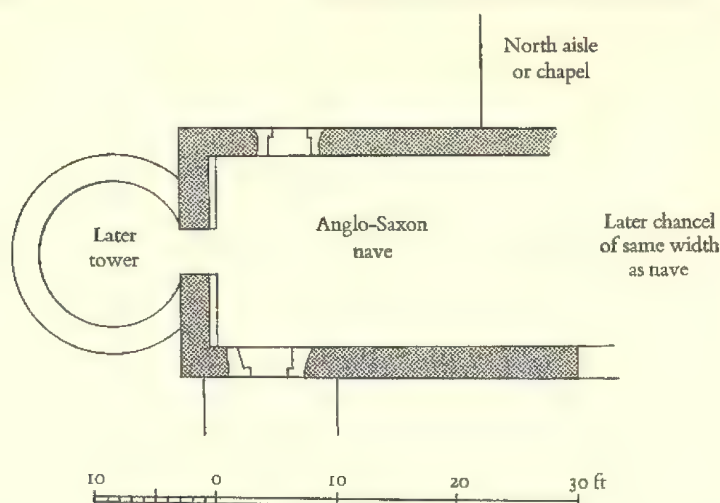 North aisle
or chapel
Later
tower
Anglo-Saxon
nave
Later chancel
of same width
as nave
10 0 10 20 30 ft